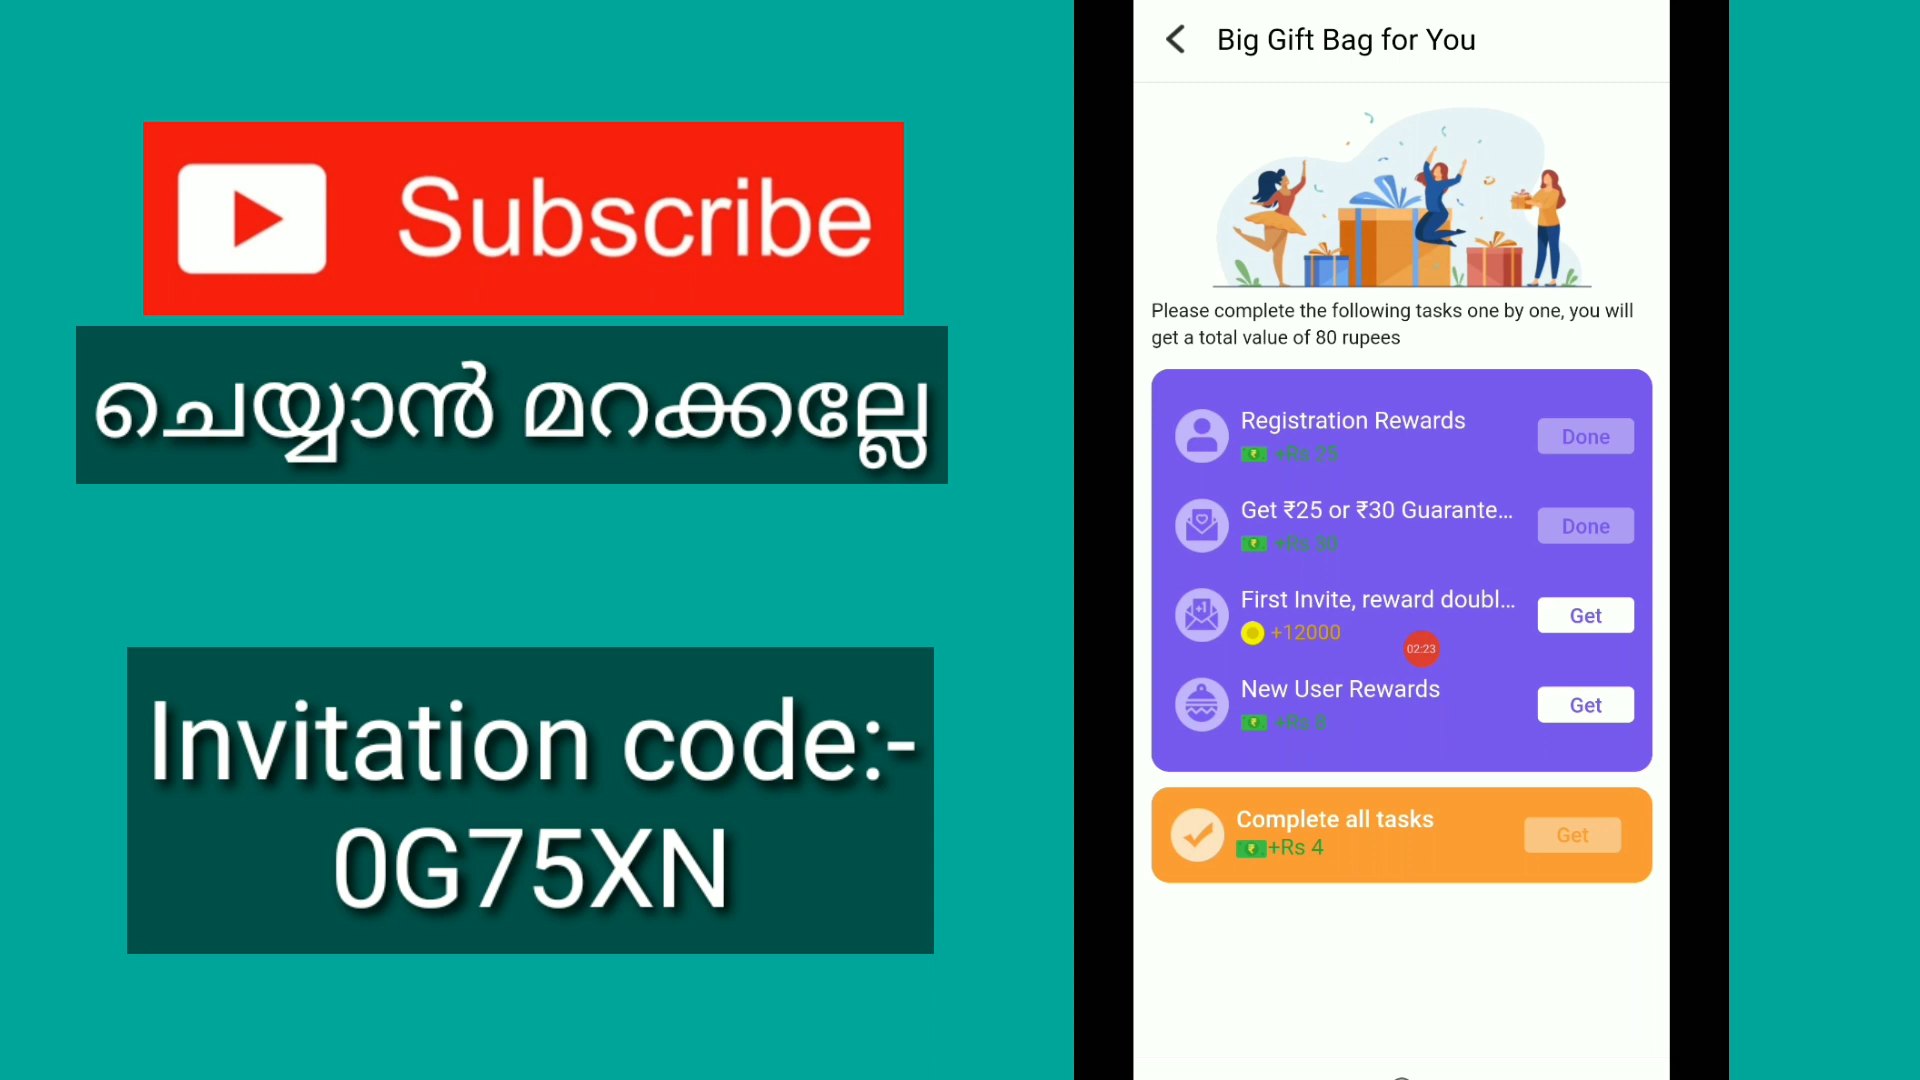 Subscribe
ചെയ്യാൻ മറക്കല്ലേ
Invitation code:-
0G75XN
Big Gift Bag for You
Please complete the following tasks one by one, you will
get a total value of 80 rupees
Registration Rewards
+Rs 25
Done
Get ₹25 or ₹30 Guarante...
+Rs 30
Done
First Invite, reward doubl...
+12000
Get
02:23
New User Rewards
+Rs 8
Get
Complete all tasks
+Rs 4
Get